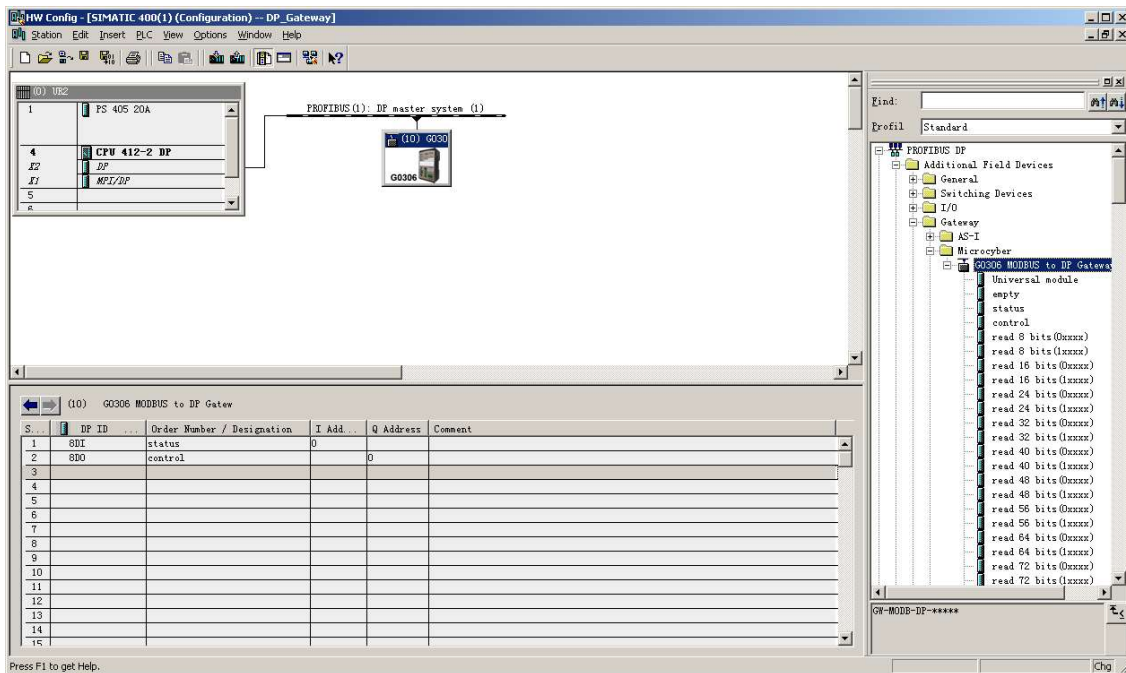 HW Config - [SIMATIC 400(1) (Configuration) -- DP_Gateway]
Station Edit Insert PLC View Options Window Help
(0) UR2
1 PS 405 20A
4 CPU 412-2 DP
X2 DP
X1 MPI/DP
5
6
PROFIBUS(1): DP master system (1)
(10) G030
G0306
Find:
Profil Standard
PROFIBUS DP
Additional Field Devices
General
Switching Devices
I/O
Gateway
AS-I
Microcyber
G0306 MODBUS to DP Gateway
Universal module
empty
status
control
read 8 bits(0xxxx)
read 8 bits(1xxxx)
read 16 bits(0xxxx)
read 16 bits(1xxxx)
read 24 bits(0xxxx)
read 24 bits(1xxxx)
read 32 bits(0xxxx)
read 32 bits(1xxxx)
read 40 bits(0xxxx)
read 40 bits(1xxxx)
read 48 bits(0xxxx)
read 48 bits(1xxxx)
read 56 bits(0xxxx)
read 56 bits(1xxxx)
read 64 bits(0xxxx)
read 64 bits(1xxxx)
read 72 bits(0xxxx)
read 72 bits(1xxxx)
GW-MODB-DP-*****
(10) G0306 MODBUS to DP Gatew
S... DP ID ... Order Number / Designation I Add... Q Address Comment
1 8DI status 0
2 8DO control 0
3
4
5
6
7
8
9
10
11
12
13
14
15
Press F1 to get Help.
Chg